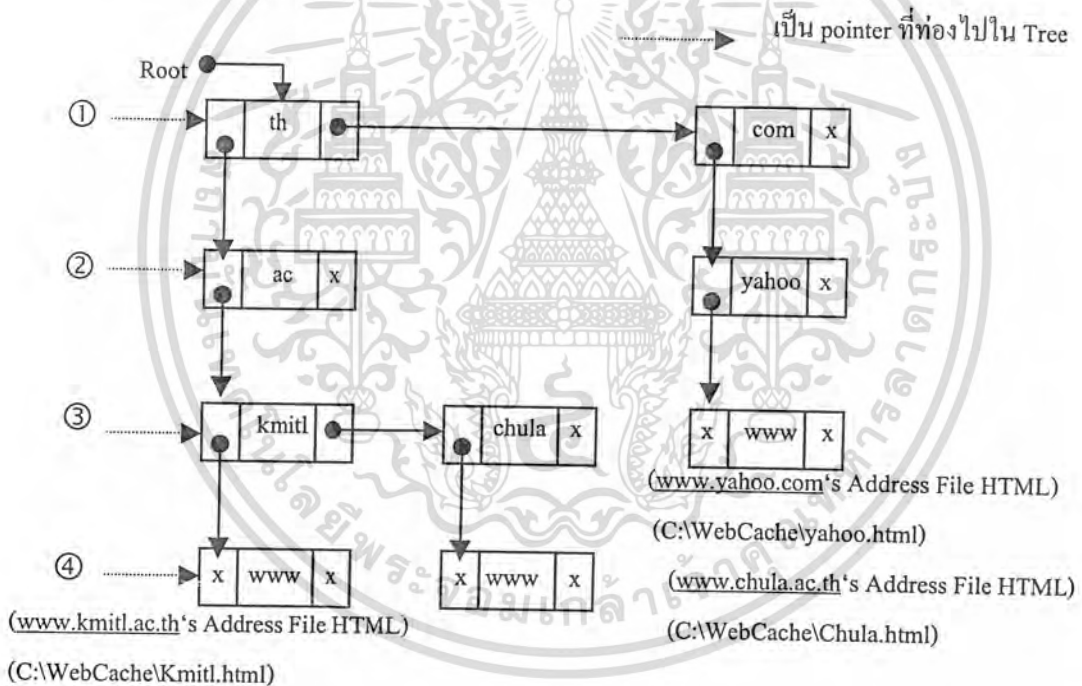 เป็น pointer ที่ท่องไปใน Tree
Root
① th com x
② ac x yahoo x
③ kmitl chula x x www x
(www.yahoo.com's Address File HTML)
(C:\WebCache\yahoo.html)
④ x www x x www x
(www.chula.ac.th's Address File HTML)
(www.kmitl.ac.th's Address File HTML)
(C:\WebCache\Chula.html)
(C:\WebCache\Kmitl.html)